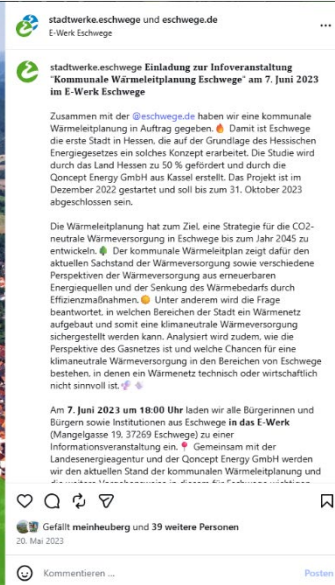 stadtwerke.eschwege und eschwege.de
E-Werk Eschwege
stadtwerke.eschwege Einladung zur Infoveranstaltung
"Kommunale Wärmeleitplanung Eschwege" am 7. Juni 2023
im E-Werk Eschwege
Zusammen mit der @eschwege.de haben wir eine kommunale
Wärmeleitplanung in Auftrag gegeben. 🔥 Damit ist Eschwege
die erste Stadt in Hessen, die auf der Grundlage des Hessischen
Energiegesetzes ein solches Konzept erarbeitet. Die Studie wird
durch das Land Hessen zu 50 % gefördert und durch die
Qoncept Energy GmbH aus Kassel erstellt. Das Projekt ist im
Dezember 2022 gestartet und soll bis zum 31. Oktober 2023
abgeschlossen sein.
Die Wärmeleitplanung hat zum Ziel, eine Strategie für die CO2-
neutrale Wärmeversorgung in Eschwege bis zum Jahr 2045 zu
entwickeln. Der kommunale Wärmeleitplan zeigt dafür den
aktuellen Sachstand der Wärmeversorgung sowie verschiedene
Perspektiven der Wärmeversorgung aus erneuerbaren
Energiequellen und der Senkung des Wärmebedarfs durch
Effizienzmaßnahmen. Unter anderem wird die Frage
beantwortet, in welchen Bereichen der Stadt ein Wärmenetz
aufgebaut und somit eine klimaneutrale Wärmeversorgung
sichergestellt werden kann. Analysiert wird zudem, wie die
Perspektive des Gasnetzes ist und welche Chancen für eine
klimaneutrale Wärmeversorgung in den Bereichen von Eschwege
bestehen, in denen ein Wärmenetz technisch oder wirtschaftlich
nicht sinnvoll ist.
Am 7. Juni 2023 um 18:00 Uhr laden wir alle Bürgerinnen und
Bürgern sowie Institutionen aus Eschwege in das E-Werk
(Mangelgasse 19, 37269 Eschwege) zu einer
Informationsveranstaltung ein. 📍 Gemeinsam mit der
Landesenergieagentur und der Qoncept Energy GmbH werden
wir den aktuellen Stand der kommunalen Wärmeleitplanung und
Gefällt meinheuberg und 39 weitere Personen
20. Mai 2023
Kommentieren ...
Posten